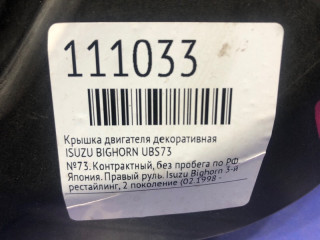 111033
Крышка двигателя декоративная
ISUZU BIGHORN UBS73
№73. Контрактный, без пробега по РФ
Япония. Правый руль. Isuzu Bighorn 3-й
рестайлинг, 2 поколение (02.1998 -